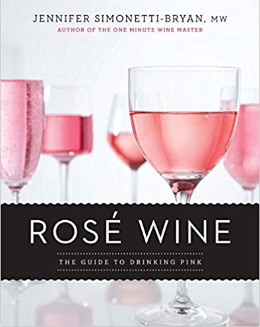 JENNIFER SIMONETTI-BRYAN, MW
AUTHOR OF THE ONE MINUTE WINE MASTER
ROSÉ WINE
THE GUIDE TO DRINKING PINK